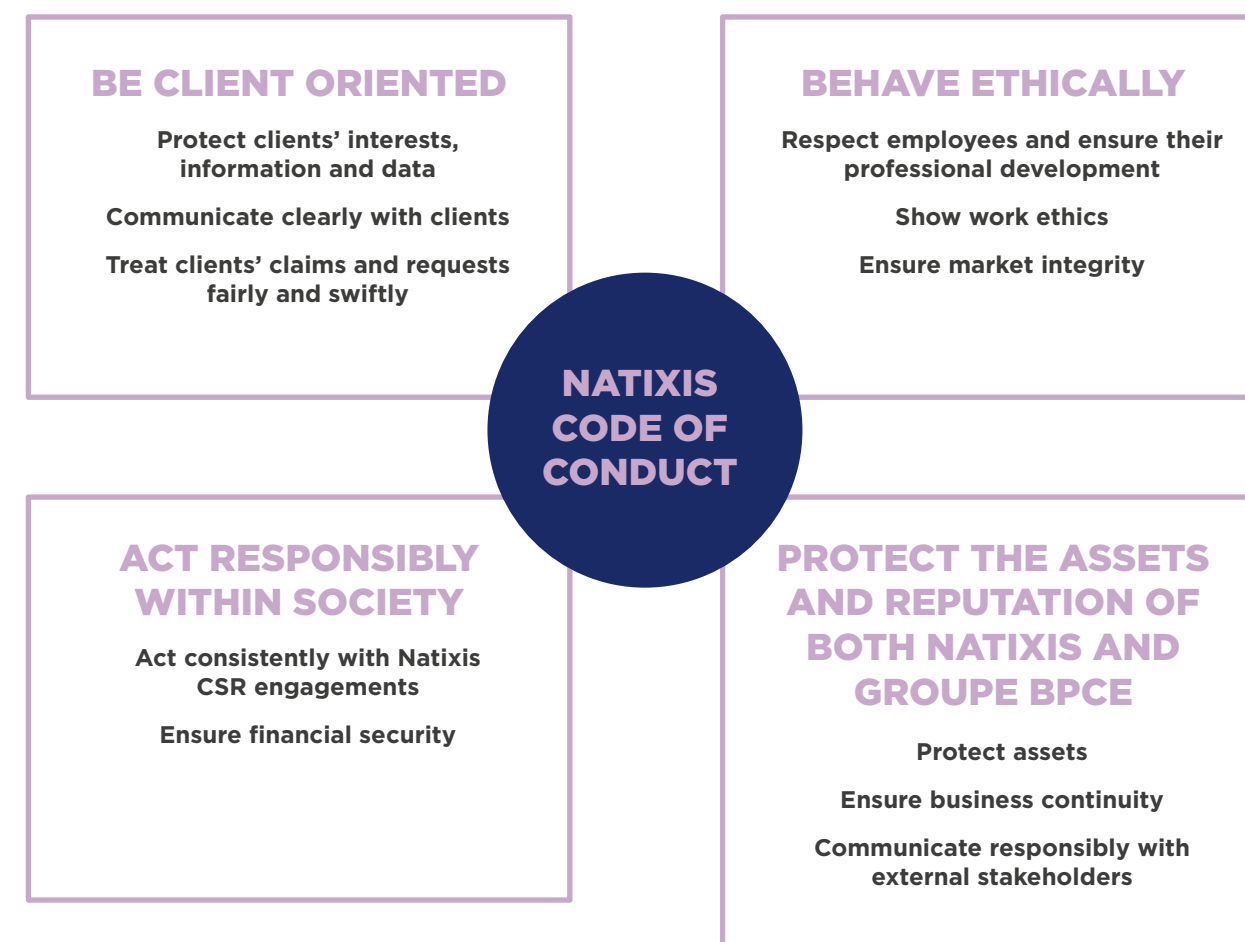 BE CLIENT ORIENTED
Protect clients’ interests,
information and data
Communicate clearly with clients
Treat clients’ claims and requests
fairly and swiftly
BEHAVE ETHICALLY
Respect employees and ensure their
professional development
Show work ethics
Ensure market integrity
NATIXIS
CODE OF
CONDUCT
ACT RESPONSIBLY
WITHIN SOCIETY
Act consistently with Natixis
CSR engagements
Ensure financial security
PROTECT THE ASSETS
AND REPUTATION OF
BOTH NATIXIS AND
GROUPE BPCE
Protect assets
Ensure business continuity
Communicate responsibly with
external stakeholders